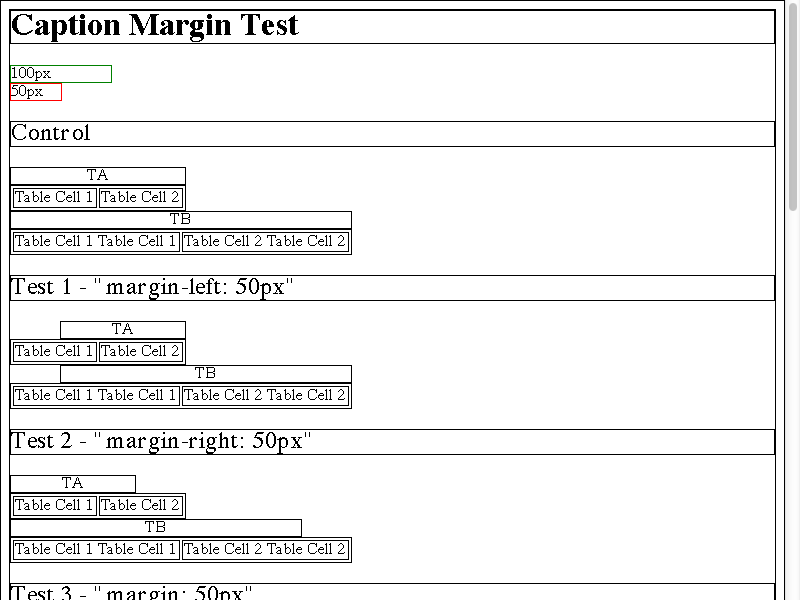 Caption Margin Test
100px
50px
Control
TA
Table Cell 1 Table Cell 2
TB
Table Cell 1 Table Cell 1 Table Cell 2 Table Cell 2
Test 1 - "margin-left: 50px"
TA
Table Cell 1 Table Cell 2
TB
Table Cell 1 Table Cell 1 Table Cell 2 Table Cell 2
Test 2 - "margin-right: 50px"
TA
Table Cell 1 Table Cell 2
TB
Table Cell 1 Table Cell 1 Table Cell 2 Table Cell 2
Test 3 - "margin: 50px"